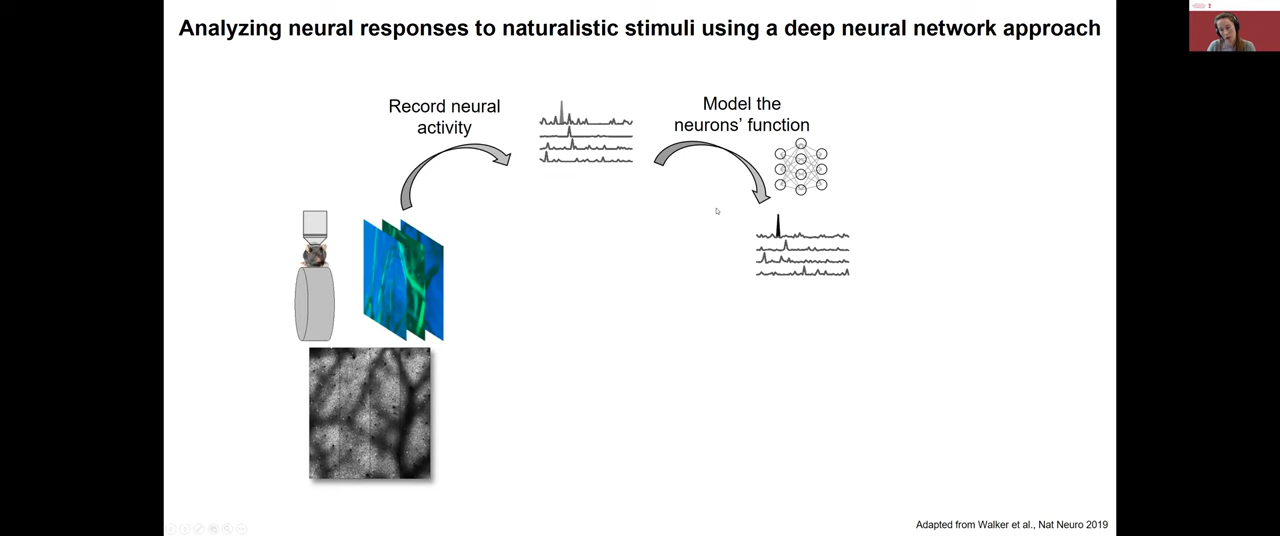 Analyzing neural responses to naturalistic stimuli using a deep neural network approach
Record neural
activity
Model the
neurons' function
Adapted from Walker et al., Nat Neuro 2019